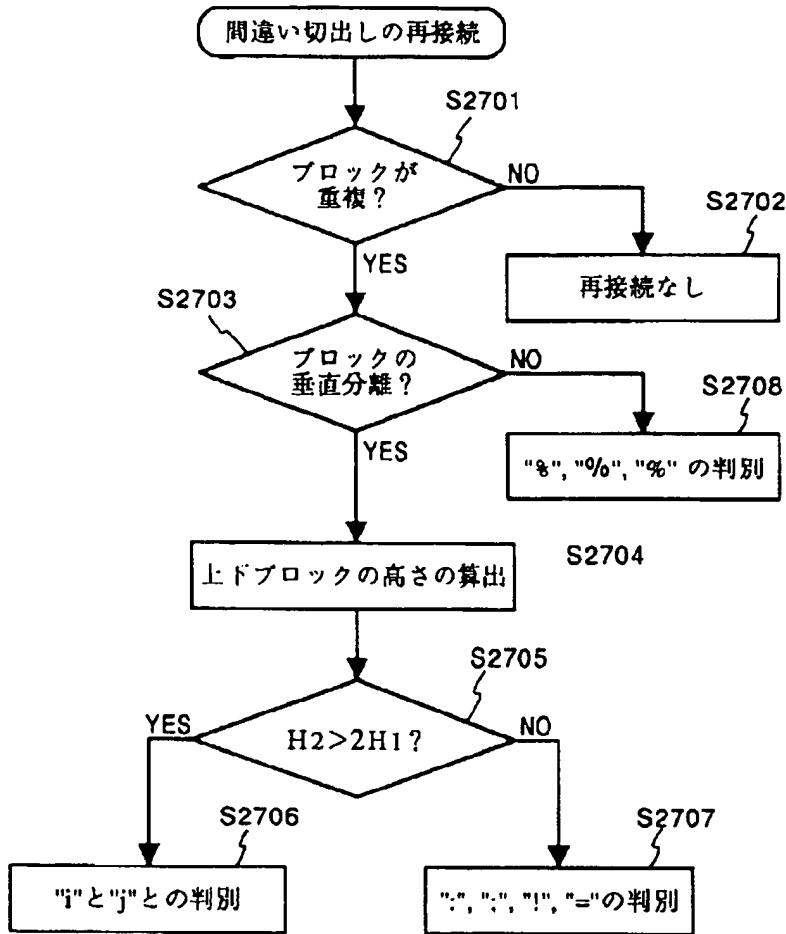 間違い切出しの再接続
S2701
ブロックが
重複?
NO
S2702
YES
再接続なし
S2703
ブロックの
垂直分離?
NO
S2708
YES
"%", "%", "%" の判別
上下ブロックの高さの算出
S2704
S2705
H2>2H1?
YES
NO
S2706
S2707
"i"と"j"との判別
":", ";", "!", "="の判別